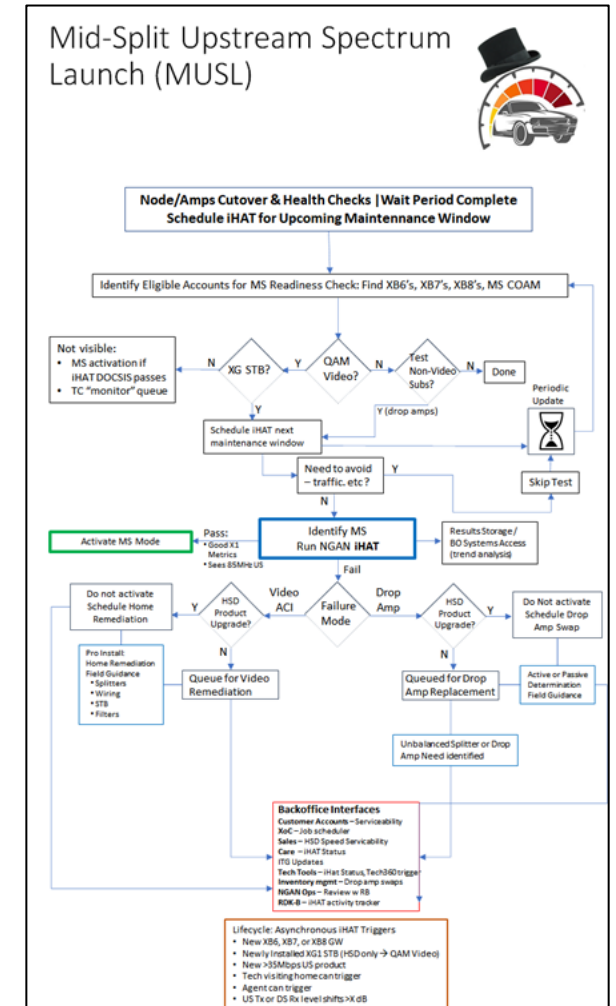 Mid-Split Upstream Spectrum
Launch (MUSL)
Node/Amps Cutover & Health Checks |Wait Period Complete
Schedule iHAT for Upcoming Maintennance Window
Identify Eligible Accounts for MS Readiness Check: Find XB6's, XB7's, XB8's, MS COAM
Not visible:
• MS activation if
iHAT DOCSIS passes
• TC "monitor" queue
N
XG STB?
Y
QAM
Video?
N
Test
Non-Video
Subs?
N
Done
Periodic
Update
Y
Y (drop amps)
Schedule iHAT next
maintenance window
Need to avoid
– traffic. etc ?
Y
Skip Test
N
Activate MS Mode
Pass:
• Good X1
Metrics
• Sees 85MHz US
Identify MS
Run NGAN iHAT
Results Storage/
BO Systems Access
(trend analysis)
Fail
Do not activate
Schedule Home
Remediation
Y
HSD
Product
Upgrade?
Video
ACI
Failure
Mode
Drop
Amp
HSD
Product
Upgrade?
Y
Do Not activate
Schedule Drop
Amp Swap
N
N
Pro Install:
Home Remediation
Field Guidance
• Splitters
• Wiring
• STB
• Filters
Queue for Video
Remediation
Queued for Drop
Amp Replacement
Active or Passive
Determination
Field Guidance
Unbalanced Splitter or Drop
Amp Need identified
Backoffice Interfaces
Customer Accounts – Serviceability
XoC – Job scheduler
Sales – HSD Speed Servicability
Care – iHAT Status
ITG Updates
Tech Tools – iHat Status, Tech360 trigger
Inventory mgmt – Drop amp swaps
NGAN Ops – Review w RB
RDK-B – iHAT activity tracker
Lifecycle: Asynchronous iHAT Triggers
• New XB6, XB7, or XB8 GW
• Newly Installed XG1 STB (HSD only → QAM Video)
• New >35Mbps US product
• Tech visiting home can trigger
• Agent can trigger
• US Tx or DS Rx level shifts >X dB